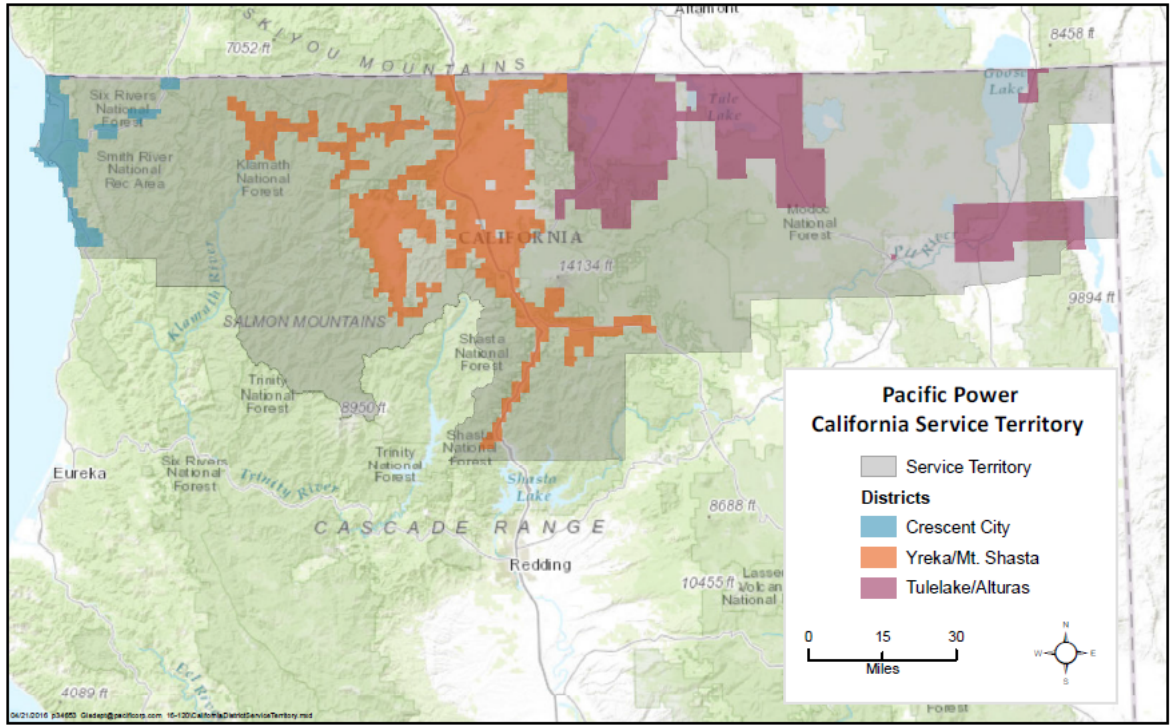 Altamont
7052 ft
SKIYOU MOUNTAINS
8458 ft
Goose
Lake
Six Rivers
National
Forest
Tule
Lake
Smith River
National
Rec Area
Klamath
National
Forest
Modoc
National
Forest
CALIFORNIA
Pit River
14134 ft
9894 ft
Klamath River
SALMON MOUNTAINS
Shasta
National
Forest
Trinity
National
Forest
8950 ft
Shasta
National
Forest
Trinity
National
Forest
Eureka
Six Rivers
National
Forest
Trinity River
Shasta
Lake
8688 ft
CASCADE RANGE
Redding
10455 ft
Lassen
Volcan
National
Eel River
4089 ft
Forest
Pacific Power
California Service Territory
Service Territory
Districts
Crescent City
Yreka/Mt. Shasta
Tulelake/Alturas
0 15 30
Miles
N
W E
S